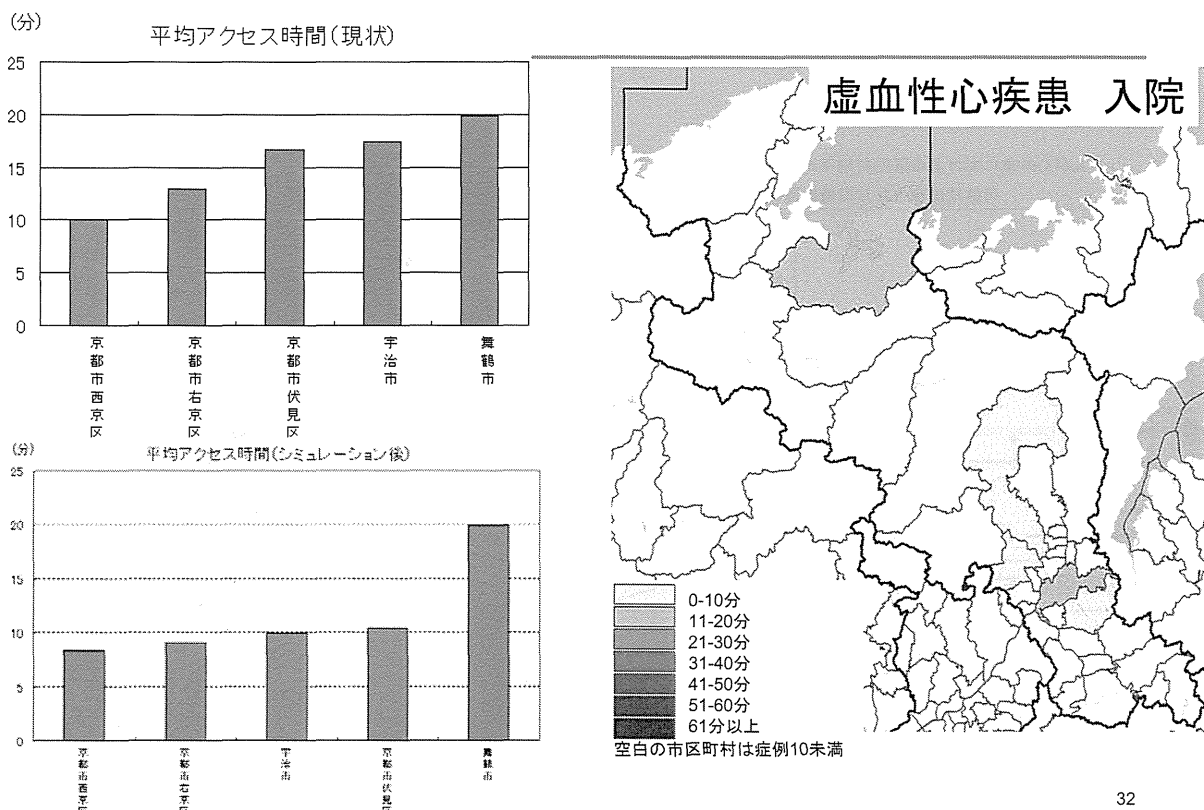 (分)
平均アクセス時間(現状)
25
20
15
10
5
0
京都市西京区
京都市右京区
京都市伏見区
宇治市
舞鶴市
(分)
平均アクセス時間(シミュレーション後)
25
20
15
10
5
0
京都市西京区
京都市右京区
宇治市
京都市伏見区
舞鶴市
虚血性心疾患 入院
0-10分
11-20分
21-30分
31-40分
41-50分
51-60分
61分以上
空白の市区町村は症例10未満
32